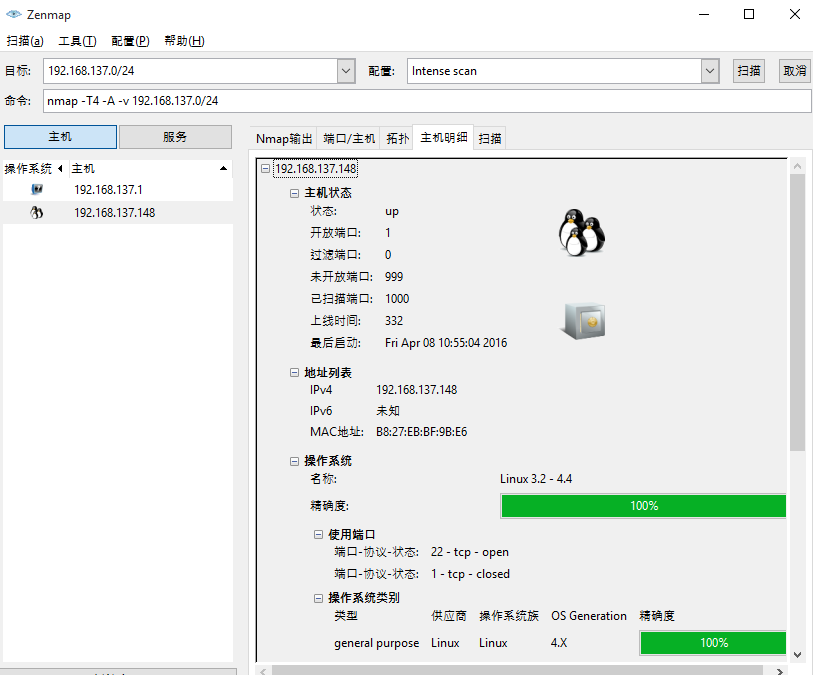 Zenmap
扫描(a) 工具(T) 配置(P) 帮助(H)
目标: 192.168.137.0/24 配置: Intense scan 扫描 取消
命令: nmap -T4 -A -v 192.168.137.0/24
主机 服务
Nmap输出 端口/主机 拓扑 主机明细 扫描
操作系统 主机
192.168.137.1
192.168.137.148
192.168.137.148
主机状态
状态: up
开放端口: 1
过滤端口: 0
未开放端口: 999
已扫描端口: 1000
上线时间: 332
最后启动: Fri Apr 08 10:55:04 2016
地址列表
IPv4 192.168.137.148
IPv6 未知
MAC地址: B8:27:EB:BF:9B:E6
操作系统
名称: Linux 3.2 - 4.4
精确度: 100%
使用端口
端口-协议-状态: 22 - tcp - open
端口-协议-状态: 1 - tcp - closed
操作系统类别
类型 供应商 操作系统族 OS Generation 精确度
general purpose Linux Linux 4.X 100%